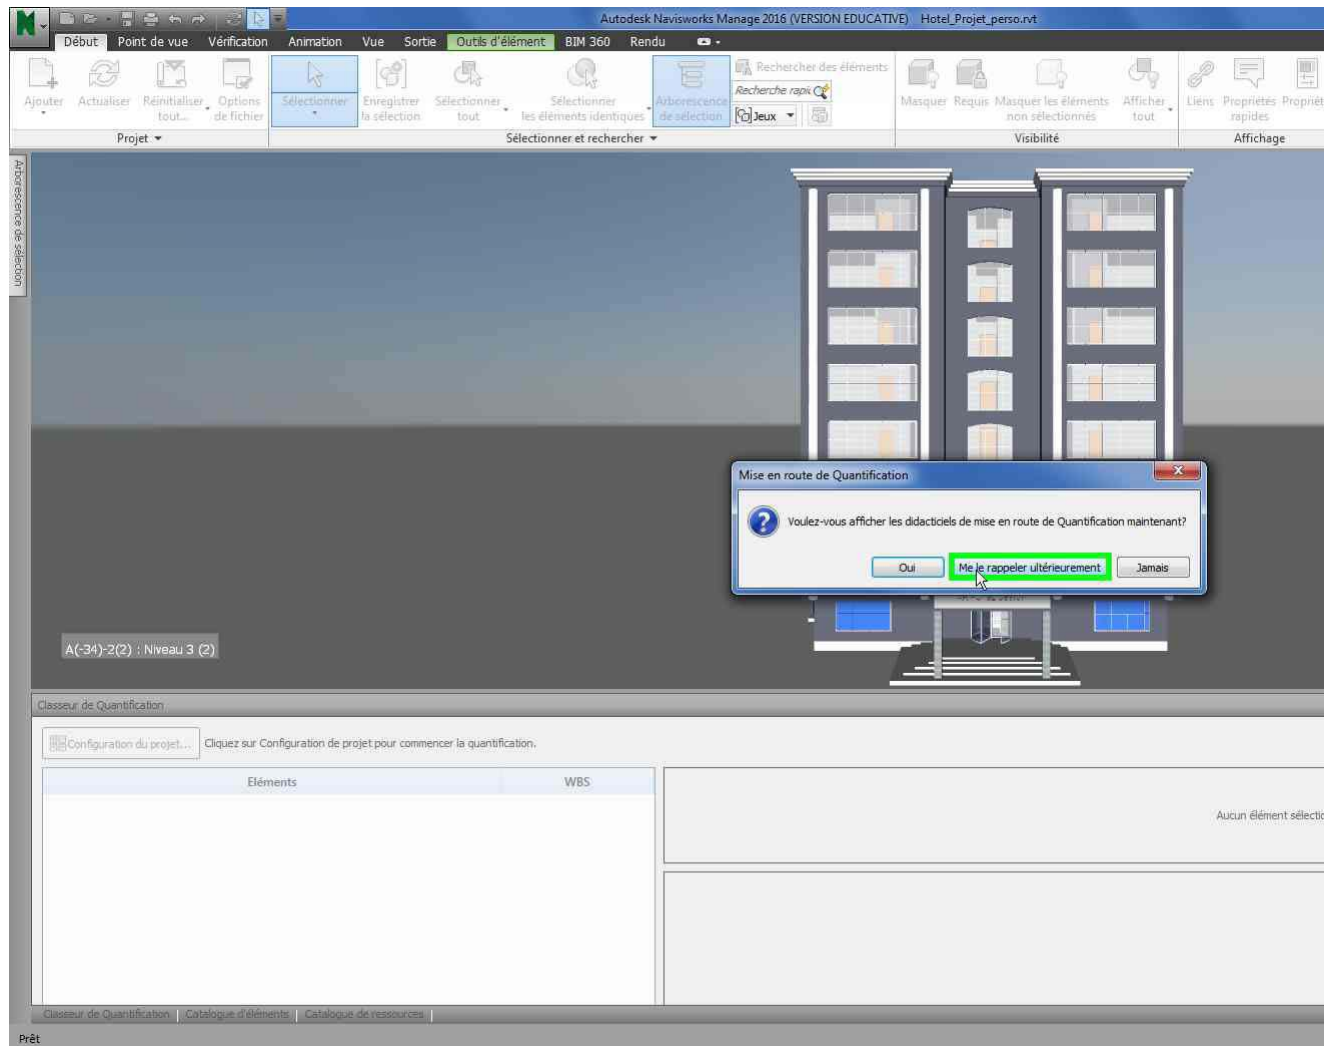 Autodesk Navisworks Manage 2016 (VERSION EDUCATIVE) Hotel_Projet_perso.rvt
Début Point de vue Vérification Animation Vue Sortie Outils d'élément BIM 360 Rendu
Ajouter Actualiser Réinitialiser tout... Options de fichier
Sélectionner Enregistrer la sélection Sélectionner tout Sélectionner les éléments identiques Arborescence de sélection
Rechercher des éléments
Recherche rapi
Jeux
Masquer Requis Masquer les éléments non sélectionnés Afficher tout
Liens Propriétés rapides Propriét
Projet Sélectionner et rechercher Visibilité Affichage
Arborescence de sélection
Mise en route de Quantification
Voulez-vous afficher les didacticiels de mise en route de Quantification maintenant?
Oui Me le rappeler ultérieurement Jamais
A(-34)-2(2) : Niveau 3 (2)
Classeur de Quantification
Configuration du projet... Cliquez sur Configuration de projet pour commencer la quantification.
Eléments WBS
Aucun élément sélectio
Classeur de Quantification Catalogue d'éléments Catalogue de ressources
Prêt